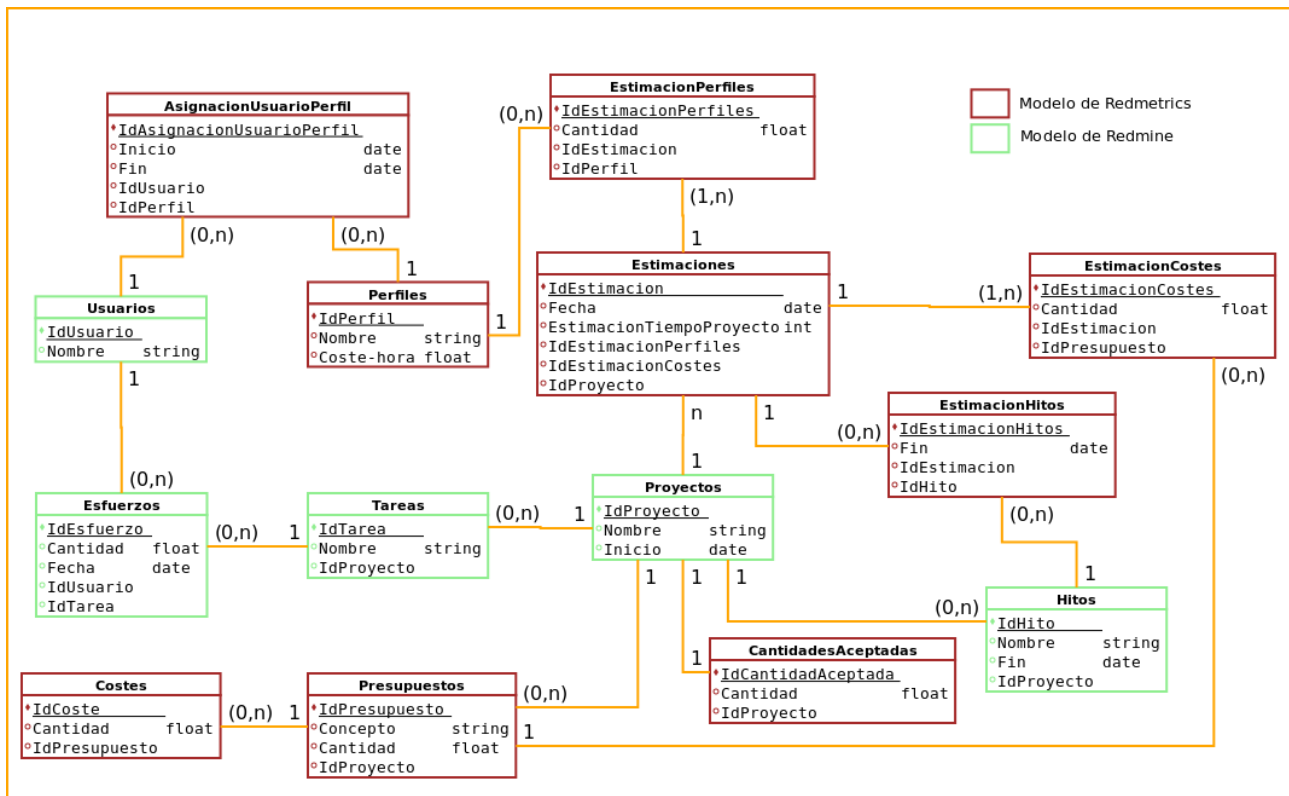 AsignacionUsuarioPerfil
IdAsignacionUsuarioPerfil
Inicio date
Fin date
IdUsuario
IdPerfil
(0,n)
(0,n)
1
1
EstimacionPerfiles
IdEstimacionPerfiles
Cantidad float
IdEstimacion
IdPerfil
(0,n)
(1,n)
1
Modelo de Redmetrics
Modelo de Redmine
Usuarios
IdUsuario
Nombre string
1
(0,n)
Perfiles
IdPerfil
Nombre string
Coste-hora float
1
Estimaciones
IdEstimacion
Fecha date
EstimacionTiempoProyecto int
IdEstimacionPerfiles
IdEstimacionCostes
IdProyecto
1
(1,n)
n
1
1
(0,n)
EstimacionCostes
IdEstimacionCostes
Cantidad float
IdEstimacion
IdPresupuesto
(0,n)
EstimacionHitos
IdEstimacionHitos
Fin date
IdEstimacion
IdHito
(0,n)
1
Esfuerzos
IdEsfuerzo
Cantidad float
Fecha date
IdUsuario
IdTarea
(0,n)
1
Tareas
IdTarea
Nombre string
IdProyecto
(0,n)
1
Proyectos
IdProyecto
Nombre string
Inicio date
1
1
1
(0,n)
Hitos
IdHito
Nombre string
Fin date
IdProyecto
1
CantidadesAceptadas
IdCantidadAceptada
Cantidad float
IdProyecto
Costes
IdCoste
Cantidad float
IdPresupuesto
(0,n)
1
Presupuestos
IdPresupuesto
Concepto string
Cantidad float
IdProyecto
(0,n)
1